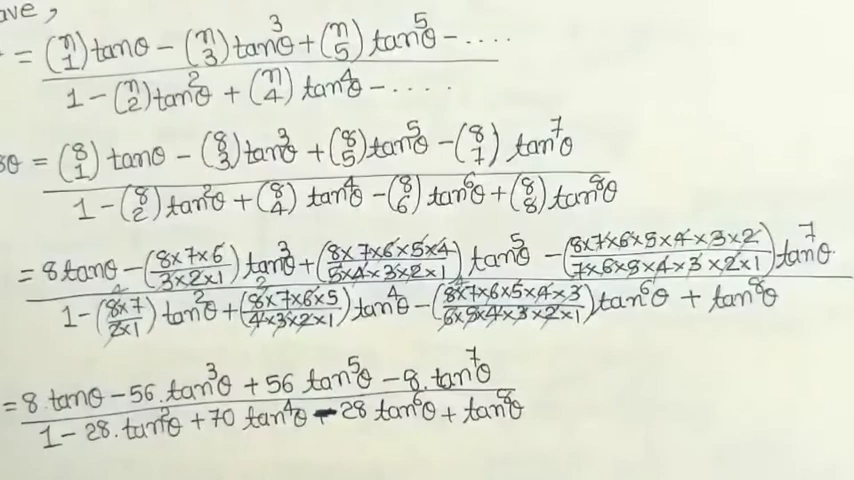 ave,
= (n 1) tanθ − (n 3) tan³θ + (n 5) tan⁵θ − ....
1 − (n 2) tan²θ + (n 4) tan⁴θ − ....
8θ = (8 1) tanθ − (8 3) tan³θ + (8 5) tan⁵θ − (8 7) tan⁷θ
1 − (8 2) tan²θ + (8 4) tan⁴θ − (8 6) tan⁶θ + (8 8) tan⁸θ
= 8 tanθ − (8×7×6/3×2×1) tan³θ + (8×7×6×5×4/5×4×3×2×1) tan⁵θ − (8×7×6×5×4×3×2/7×6×5×4×3×2×1) tan⁷θ.
1 − (8×7/2×1) tan²θ + (8×7×6×5/4×3×2×1) tan⁴θ − (8×7×6×5×4×3/6×5×4×3×2×1) tan⁶θ + tan⁸θ
= 8.tanθ − 56.tan³θ + 56 tan⁵θ − 8.tan⁷θ
1 − 28.tan²θ + 70 tan⁴θ − 28 tan⁶θ + tan⁸θ